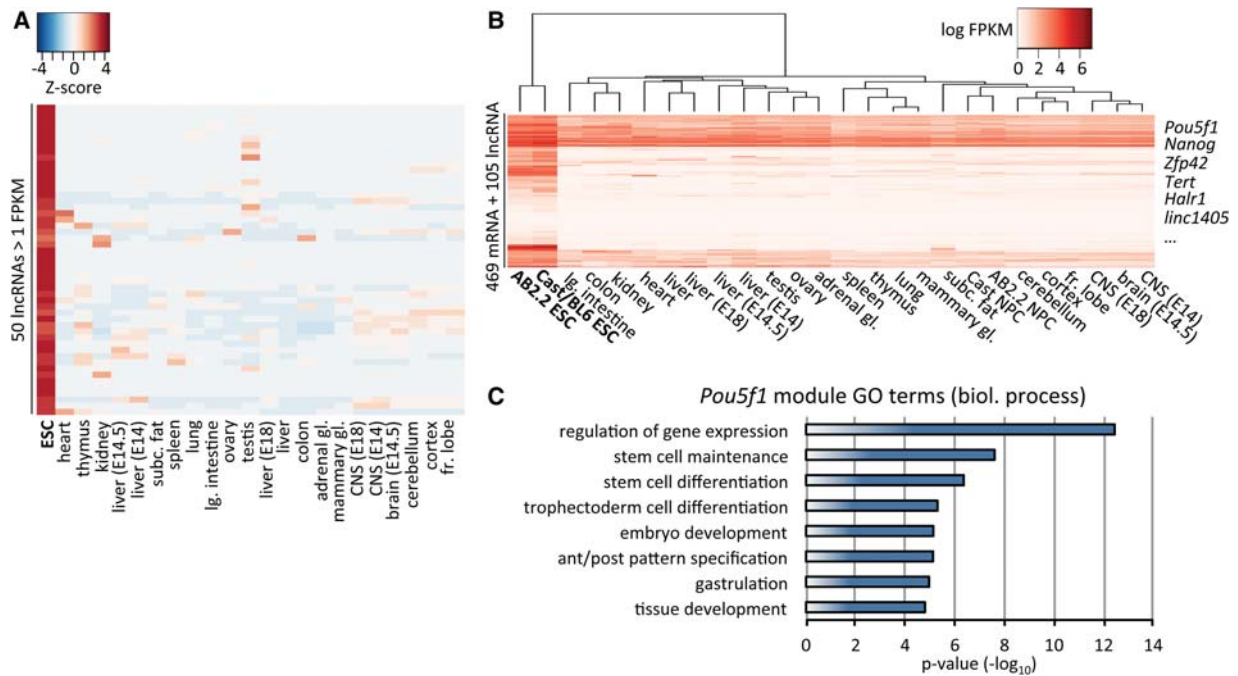 A
-4 0 4
Z-score
50 lncRNAs > 1 FPKM
ESC
heart
thymus
kidney
liver (E14.5)
liver (E14)
subc. fat
spleen
lung
lg. intestine
ovary
testis
liver (E18)
liver
colon
adrenal gl.
mammary gl.
CNS (E18)
CNS (E14)
brain (E14.5)
cerebellum
cortex
fr. lobe
B
log FPKM
0 2 4 6
469 mRNA + 105 lncRNA
Pou5f1
Nanog
Zfp42
Tert
Halr1
linc1405
...
AB2.2 ESC
Cast/BL6 ESC
lg. intestine
colon
kidney
heart
liver
liver (E18)
liver (E14.5)
liver (E14)
testis
ovary
adrenal gl.
spleen
thymus
lung
mammary gl.
subc. fat
Cast NPC
AB2.2 NPC
cerebellum
cortex
fr. lobe
CNS (E18)
brain (E14.5)
CNS (E14)
C
Pou5f1 module GO terms (biol. process)
regulation of gene expression
stem cell maintenance
stem cell differentiation
trophectoderm cell differentiation
embryo development
ant/post pattern specification
gastrulation
tissue development
0 2 4 6 8 10 12 14
p-value (-log10)